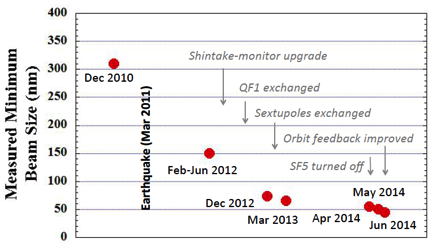 Measured Minimum
Beam Size (nm)
400
350
300
250
200
150
100
50
0
Dec 2010
Earthquake (Mar 2011)
Shintake-monitor upgrade
QF1 exchanged
Sextupoles exchanged
Orbit feedback improved
SF5 turned off
Feb-Jun 2012
Dec 2012
Mar 2013
Apr 2014
May 2014
Jun 2014